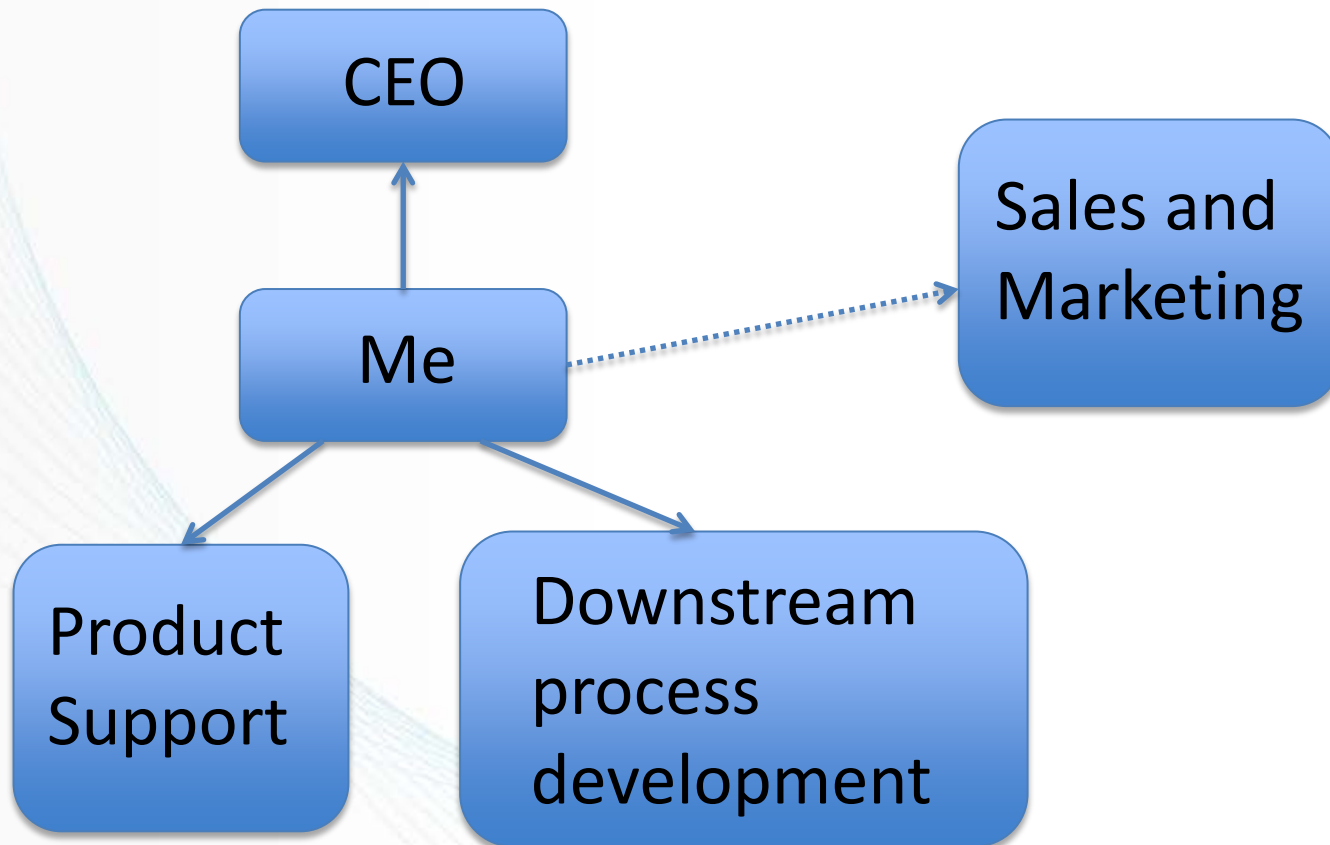 CEO
Sales and
Marketing
Me
Product
Support
Downstream
process
development